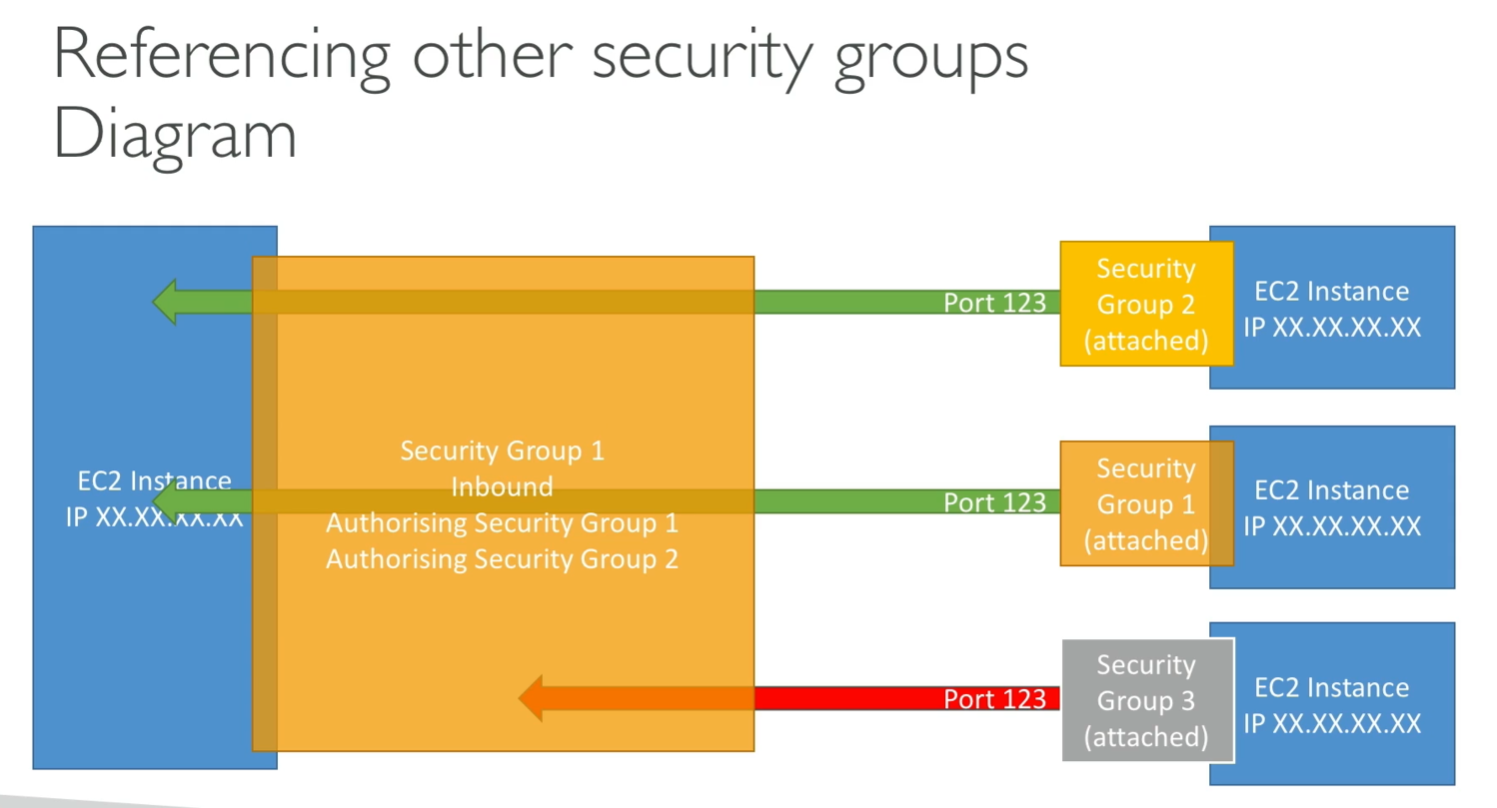 Referencing other security groups
Diagram
EC2 Instance
IP XX.XX.XX.XX
Security Group 1
Inbound
Authorising Security Group 1
Authorising Security Group 2
Port 123
Security
Group 2
(attached)
EC2 Instance
IP XX.XX.XX.XX
Port 123
Security
Group 1
(attached)
EC2 Instance
IP XX.XX.XX.XX
Port 123
Security
Group 3
(attached)
EC2 Instance
IP XX.XX.XX.XX